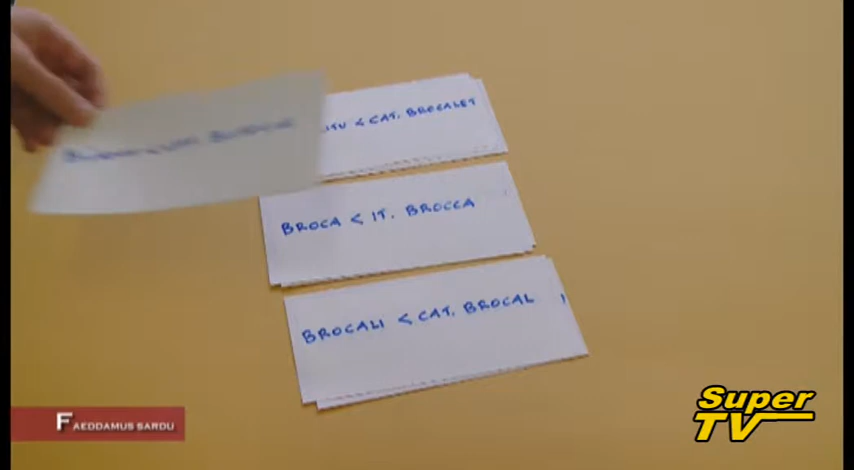 < CAT. BROCALET
BROCA < IT. BROCCA
BROCALI < CAT. BROCAL
FAEDDAMUS SARDU
Super
TV